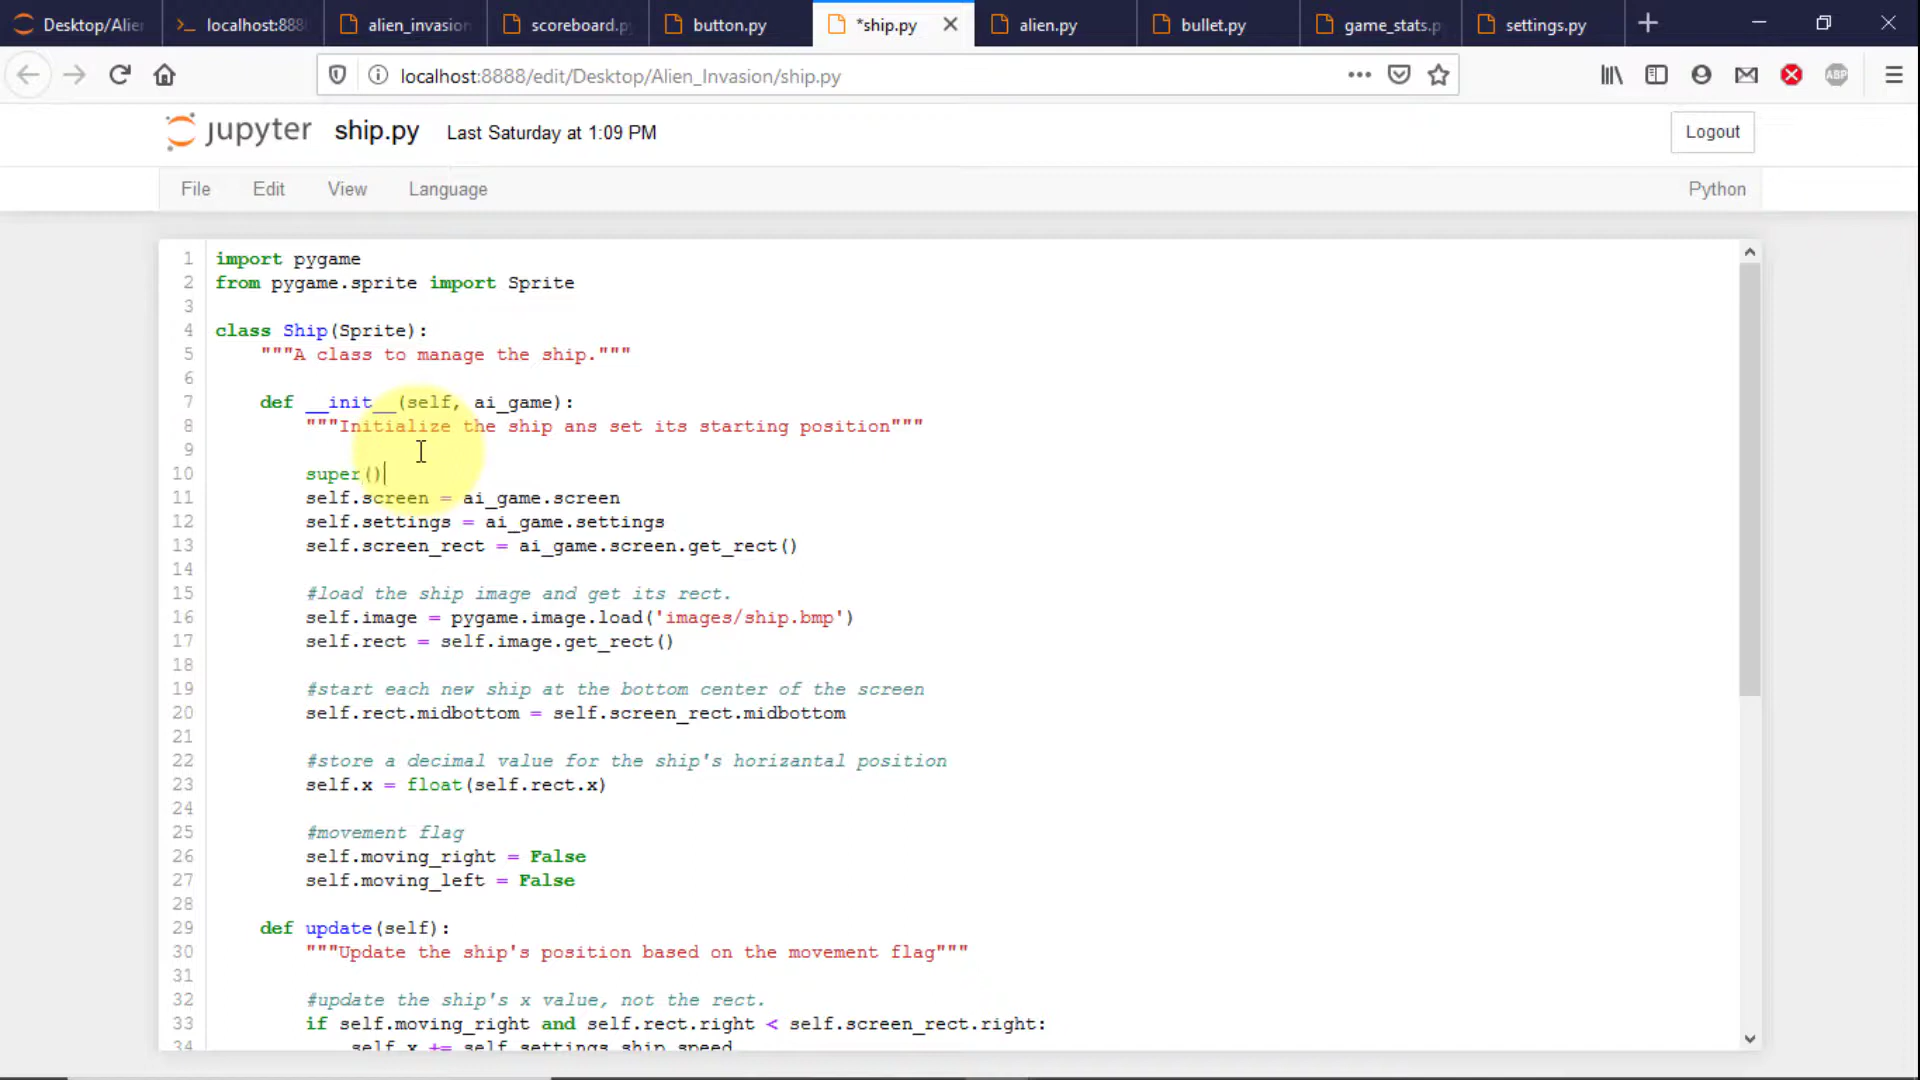 Desktop/Alie
localhost:888
alien_invasion
scoreboard.p
button.py
*ship.py
alien.py
bullet.py
game_stats.p
settings.py
localhost:8888/edit/Desktop/Alien_Invasion/ship.py
ABP
jupyter ship.py Last Saturday at 1:09 PM
Logout
File Edit View Language
Python
1 import pygame
2 from pygame.sprite import Sprite
3
4 class Ship(Sprite):
5 """A class to manage the ship."""
6
7 def __init__(self, ai_game):
8 """Initialize the ship ans set its starting position"""
9
10 super()
11 self.screen = ai_game.screen
12 self.settings = ai_game.settings
13 self.screen_rect = ai_game.screen.get_rect()
14
15 #load the ship image and get its rect.
16 self.image = pygame.image.load('images/ship.bmp')
17 self.rect = self.image.get_rect()
18
19 #start each new ship at the bottom center of the screen
20 self.rect.midbottom = self.screen_rect.midbottom
21
22 #store a decimal value for the ship's horizantal position
23 self.x = float(self.rect.x)
24
25 #movement flag
26 self.moving_right = False
27 self.moving_left = False
28
29 def update(self):
30 """Update the ship's position based on the movement flag"""
31
32 #update the ship's x value, not the rect.
33 if self.moving_right and self.rect.right < self.screen_rect.right:
34 self.x += self.settings.ship_speed